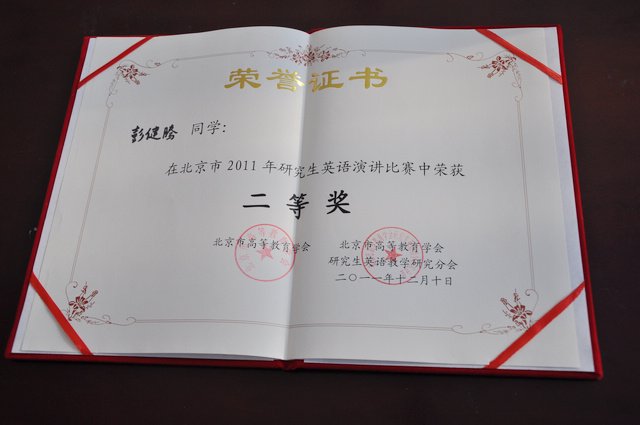 荣誉证书
彭健腾 同学：
在北京市2011年研究生英语演讲比赛中荣获
二等奖
北京市高等教育学会
北京市高等教育学会
研究生英语教学研究分会
二〇一一年十二月十日